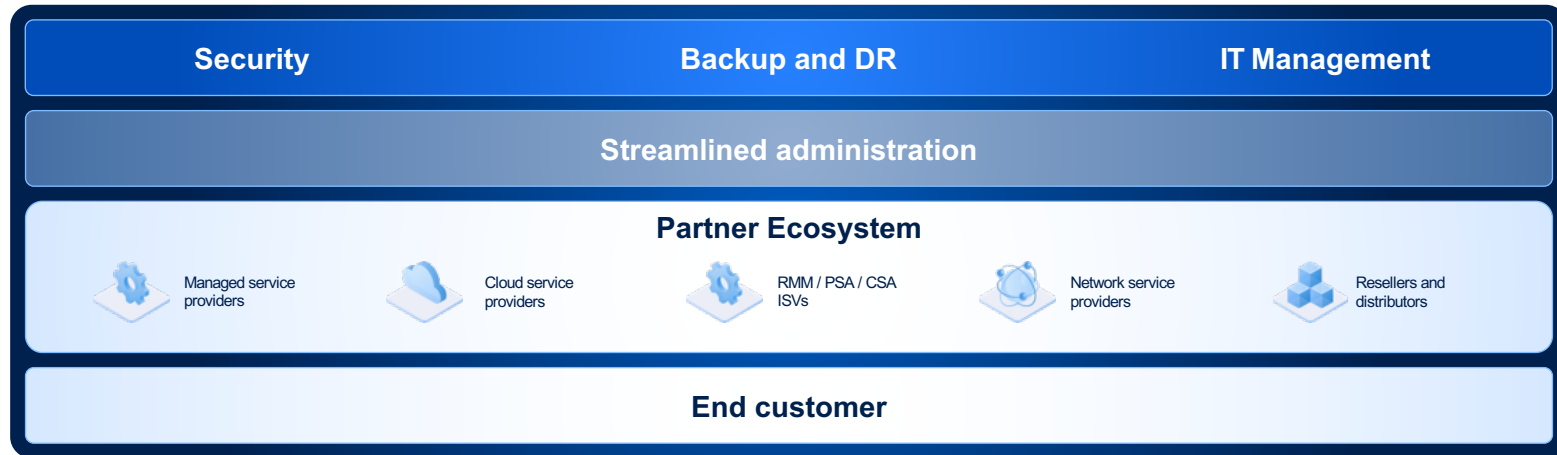 Security Backup and DR IT Management
Streamlined administration
Partner Ecosystem
Managed service
providers
Cloud service
providers
RMM / PSA / CSA
ISVs
Network service
providers
Resellers and
distributors
End customer